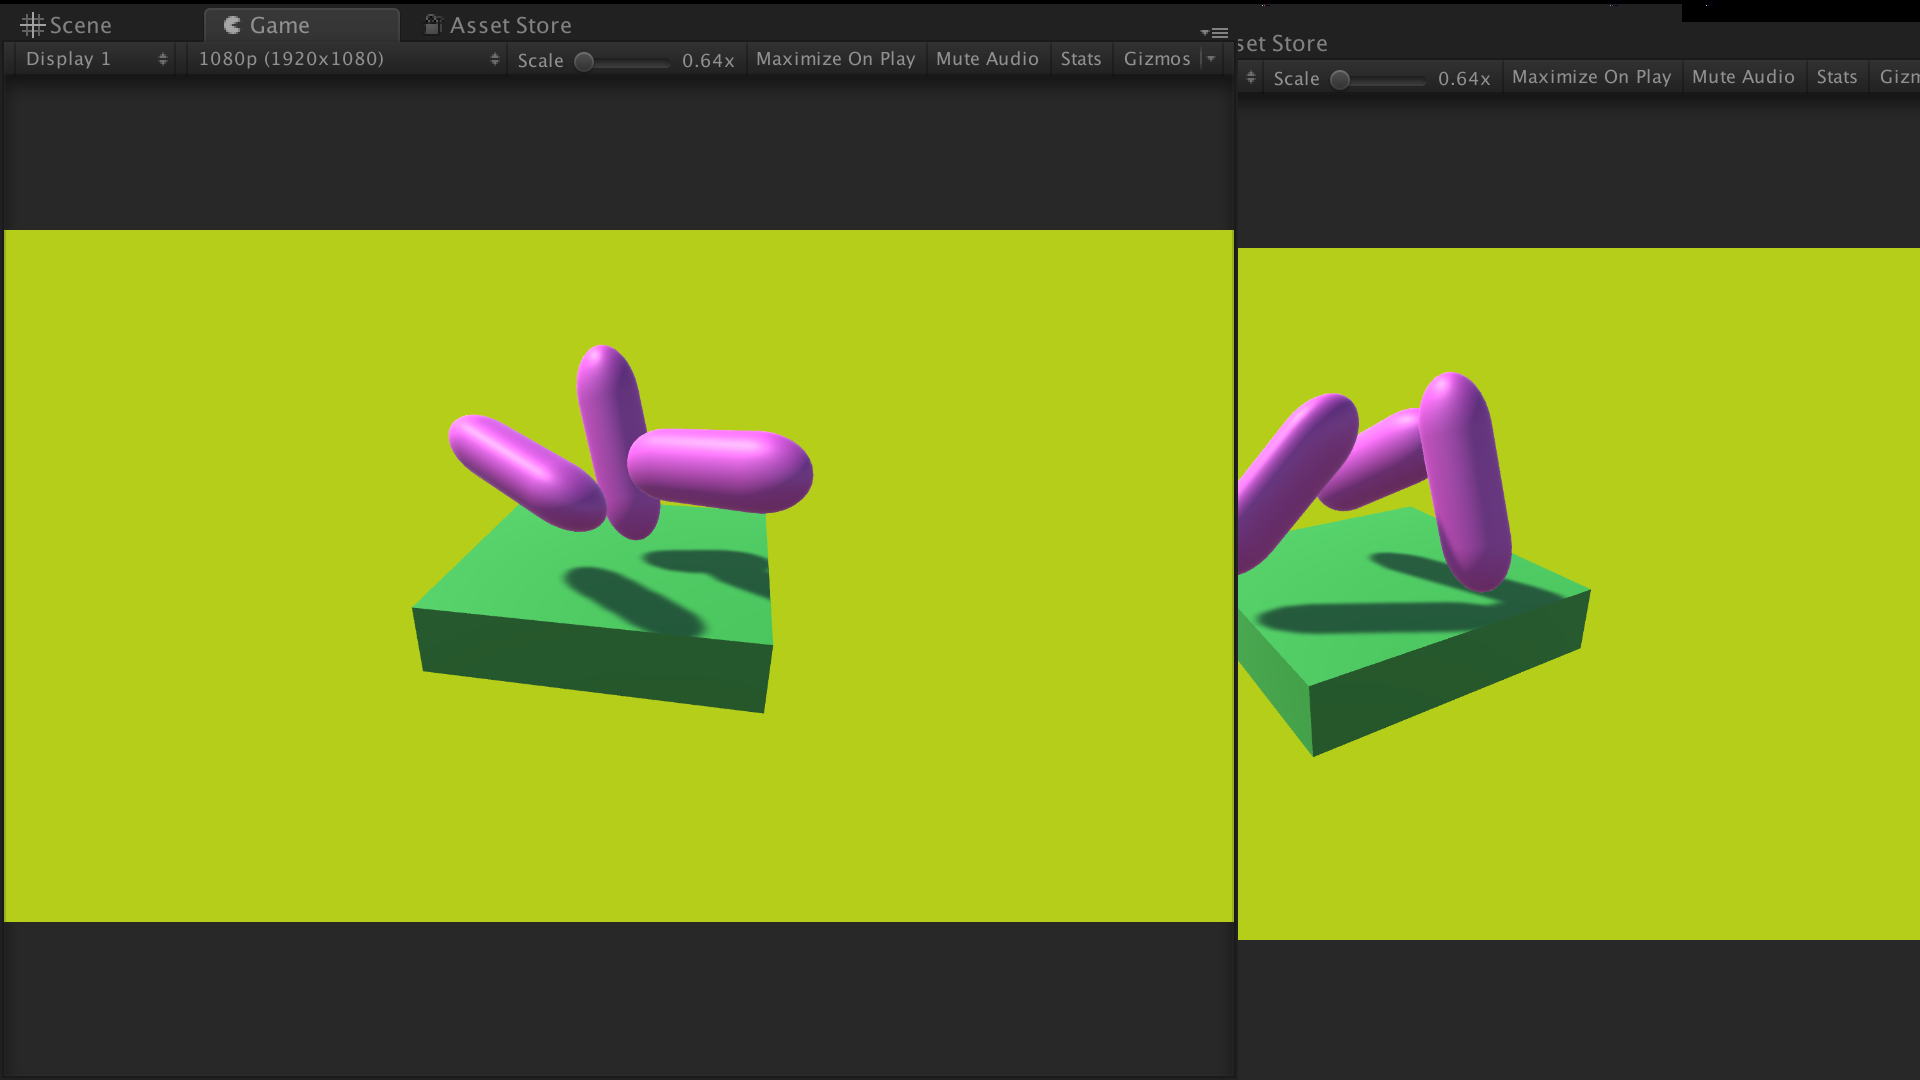 Scene Game Asset Store
Display 1 1080p (1920x1080) Scale 0.64x Maximize On Play Mute Audio Stats Gizmos
set Store
Scale 0.64x Maximize On Play Mute Audio Stats Gizm